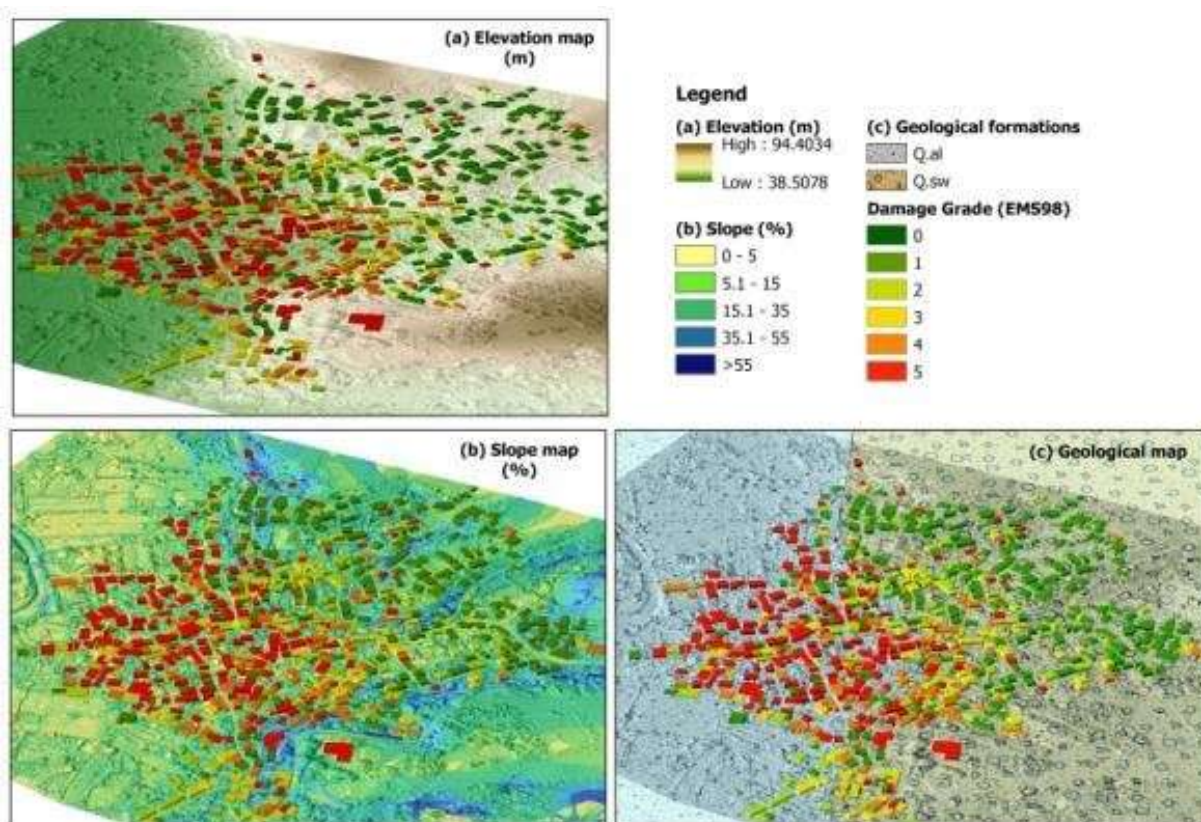 (a) Elevation map
(m)
Legend
(a) Elevation (m)
High : 94.4034
Low : 38.5078
(b) Slope (%)
0 - 5
5.1 - 15
15.1 - 35
35.1 - 55
>55
(c) Geological formations
Q.al
Q.sw
Damage Grade (EMS98)
0
1
2
3
4
5
(b) Slope map
(%)
(c) Geological map